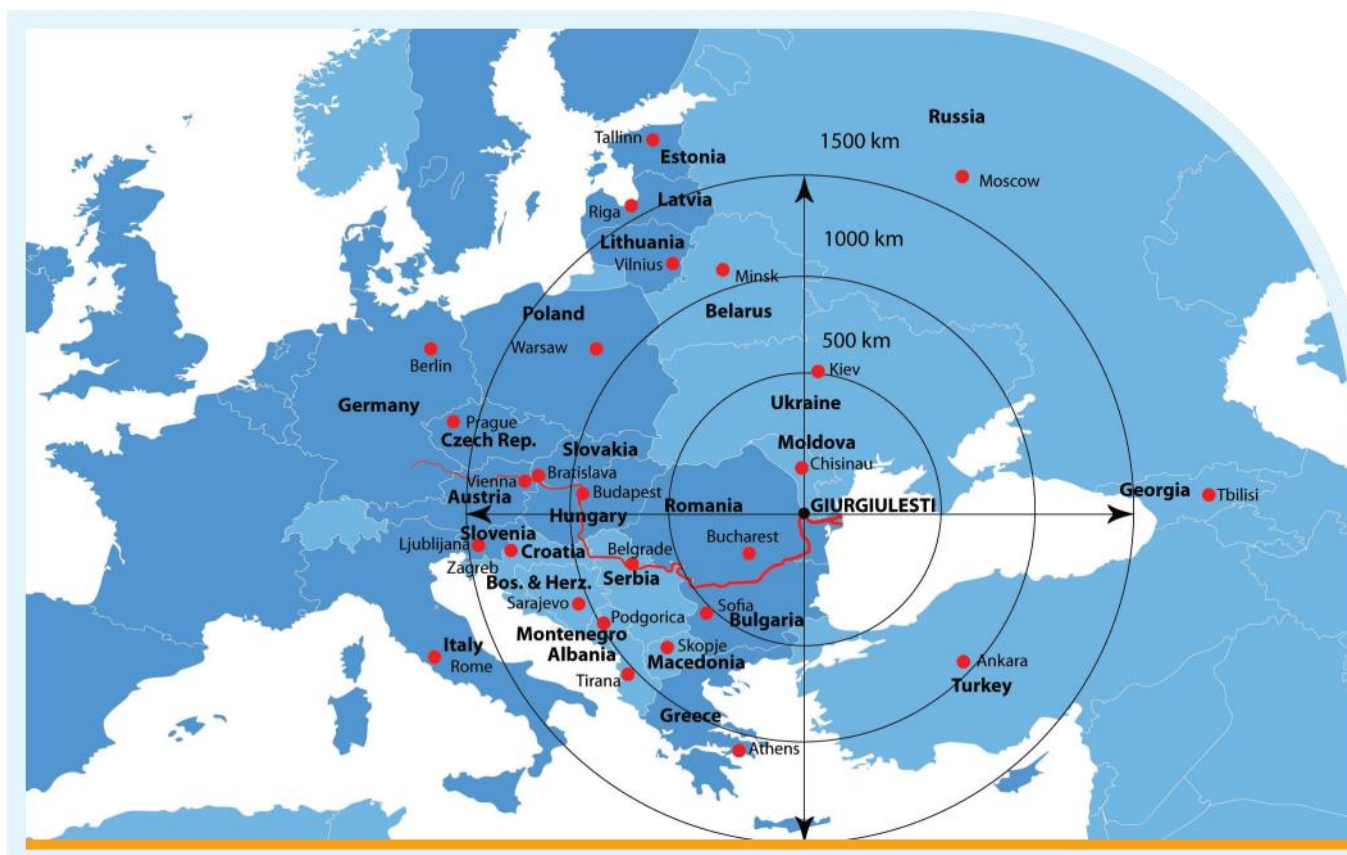 Russia
1500 km
Tallinn
Estonia
Moscow
Latvia
Riga
1000 km
Lithuania
Vilnius
Minsk
Poland
Belarus
500 km
Warsaw
Berlin
Kiev
Germany
Ukraine
Prague
Czech Rep.
Slovakia
Moldova
Chisinau
Bratislava
Vienna
Budapest
Georgia
Tbilisi
Austria
Romania
GIURGIULESTI
Hungary
Slovenia
Bucharest
Ljublijana
Croatia
Belgrade
Zagreb
Serbia
Bos. & Herz.
Sarajevo
Sofia
Podgorica
Bulgaria
Montenegro
Italy
Skopje
Albania
Rome
Macedonia
Ankara
Tirana
Turkey
Greece
Athens